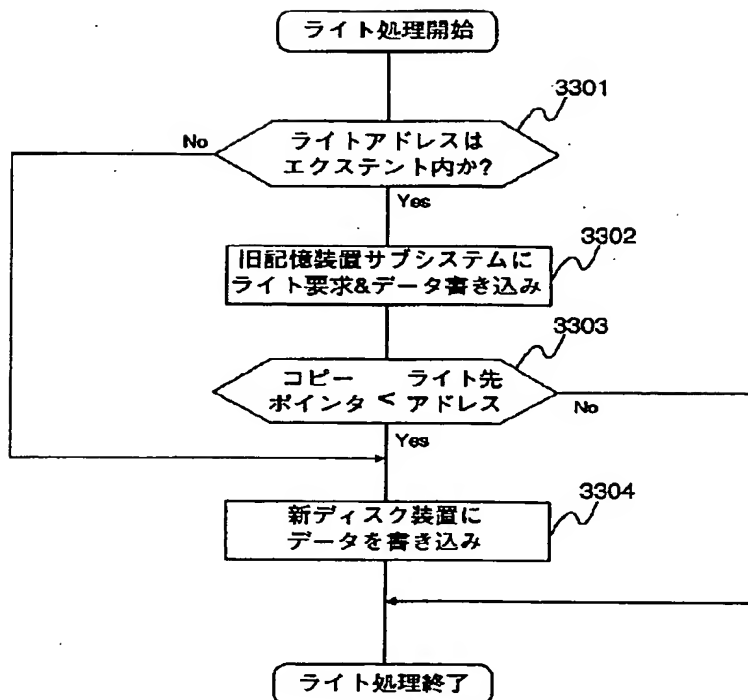 ライト処理開始
3301
No
ライトアドレスは
エクステント内か?
Yes
3302
旧記憶装置サブシステムに
ライト要求&データ書き込み
3303
コピー ライト先
ポインタ < アドレス
No
Yes
3304
新ディスク装置に
データを書き込み
ライト処理終了